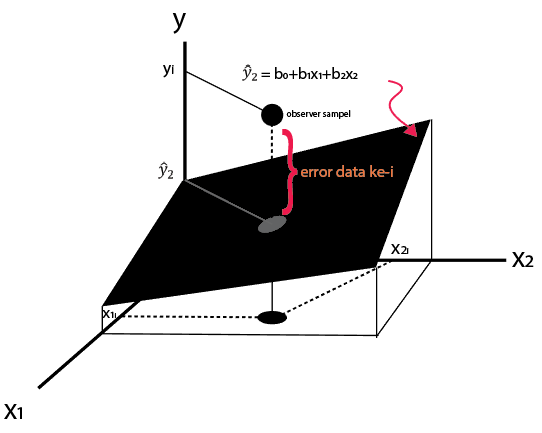 y
yi
ŷ₂ = b₀+b₁x₁+b₂x₂
observer sampel
ŷ₂
error data ke-i
X₂ᵢ
X₂
X₁ᵢ
X₁